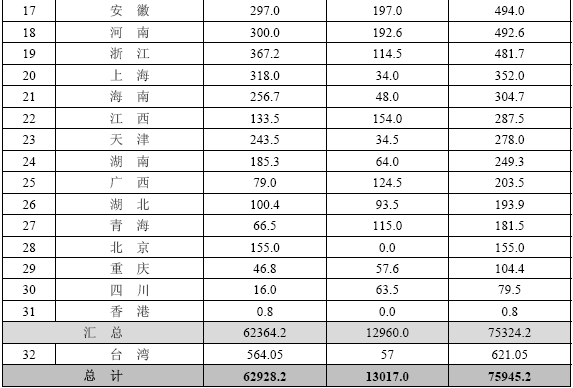 17 安 徽 297.0 197.0 494.0
18 河 南 300.0 192.6 492.6
19 浙 江 367.2 114.5 481.7
20 上 海 318.0 34.0 352.0
21 海 南 256.7 48.0 304.7
22 江 西 133.5 154.0 287.5
23 天 津 243.5 34.5 278.0
24 湖 南 185.3 64.0 249.3
25 广 西 79.0 124.5 203.5
26 湖 北 100.4 93.5 193.9
27 青 海 66.5 115.0 181.5
28 北 京 155.0 0.0 155.0
29 重 庆 46.8 57.6 104.4
30 四 川 16.0 63.5 79.5
31 香 港 0.8 0.0 0.8
汇 总 62364.2 12960.0 75324.2
32 台 湾 564.05 57 621.05
总 计 62928.2 13017.0 75945.2